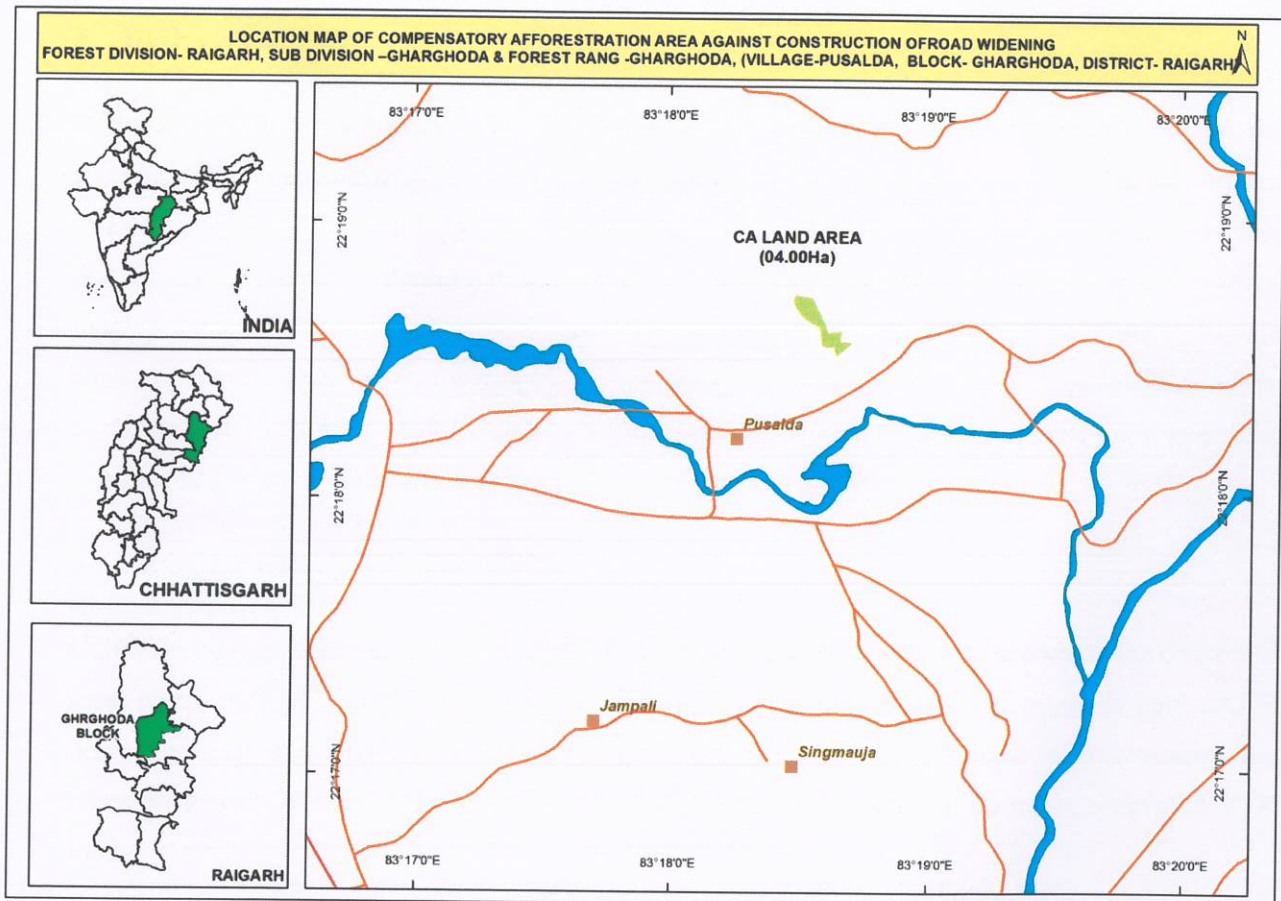 LOCATION MAP OF COMPENSATORY AFFORESTRATION AREA AGAINST CONSTRUCTION OFROAD WIDENING
FOREST DIVISION- RAIGARH, SUB DIVISION –GHARGHODA & FOREST RANG -GHARGHODA, (VILLAGE-PUSALDA, BLOCK- GHARGHODA, DISTRICT- RAIGARH)
N
INDIA
CHHATTISGARH
GHRGHODA
BLOCK
RAIGARH
83°17'0"E
83°18'0"E
83°19'0"E
83°20'0"E
22°19'0"N
22°19'0"N
CA LAND AREA
(04.00Ha)
Pusalda
22°18'0"N
22°18'0"N
Jampali
Singmauja
22°17'0"N
22°17'0"N
83°17'0"E
83°18'0"E
83°19'0"E
83°20'0"E